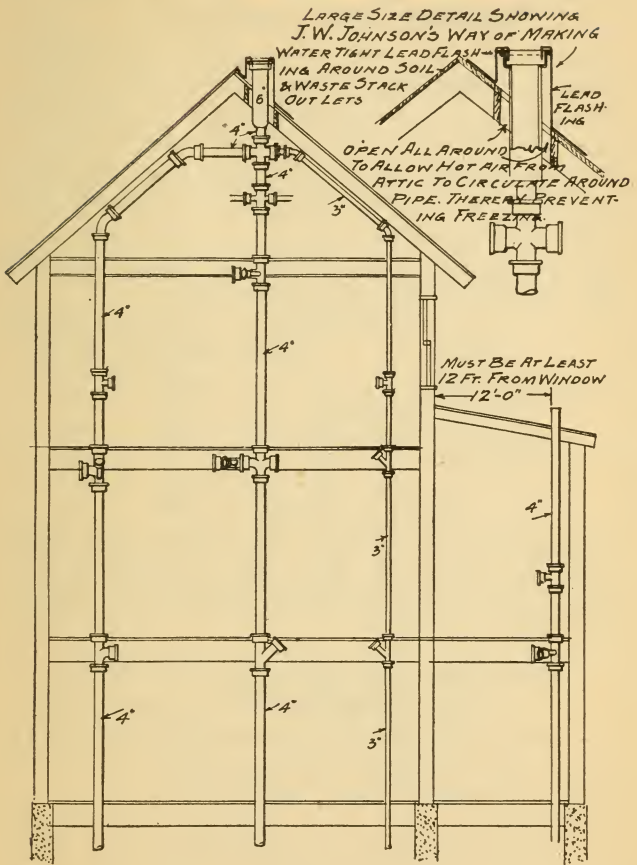 LARGE SIZE DETAIL SHOWING
J.W. JOHNSON'S WAY OF MAKING
WATER TIGHT LEAD FLASH-
ING AROUND SOIL
& WASTE STACK
OUT LETS
LEAD
FLASH-
ING
OPEN ALL AROUND
TO ALLOW HOT AIR FROM
ATTIC TO CIRCULATE AROUND
PIPE. THEREBY PREVENT-
ING FREEZING.
6"
4"
4"
4"
3"
4"
4"
MUST BE AT LEAST
12 FT. FROM WINDOW
12'-0"
4"
3"
4"
4"
3"